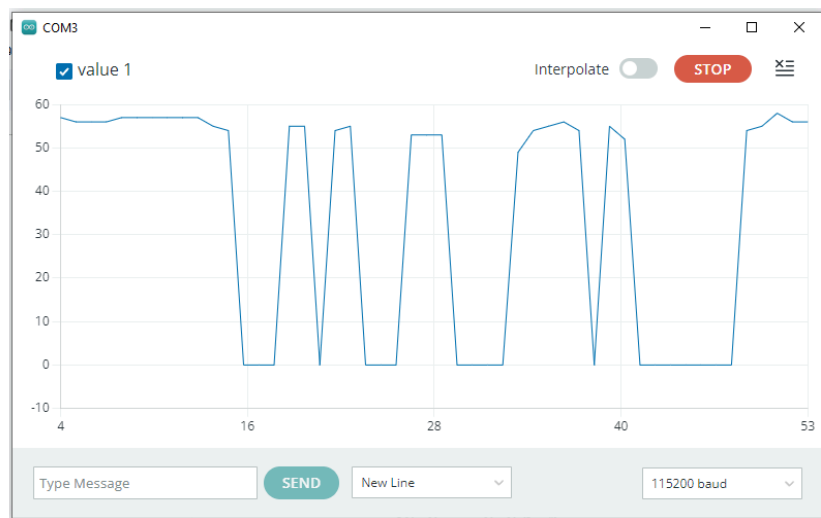 COM3
value 1
Interpolate
STOP
60
50
40
30
20
10
0
-10
4 16 28 40 53
Type Message
SEND
New Line
115200 baud